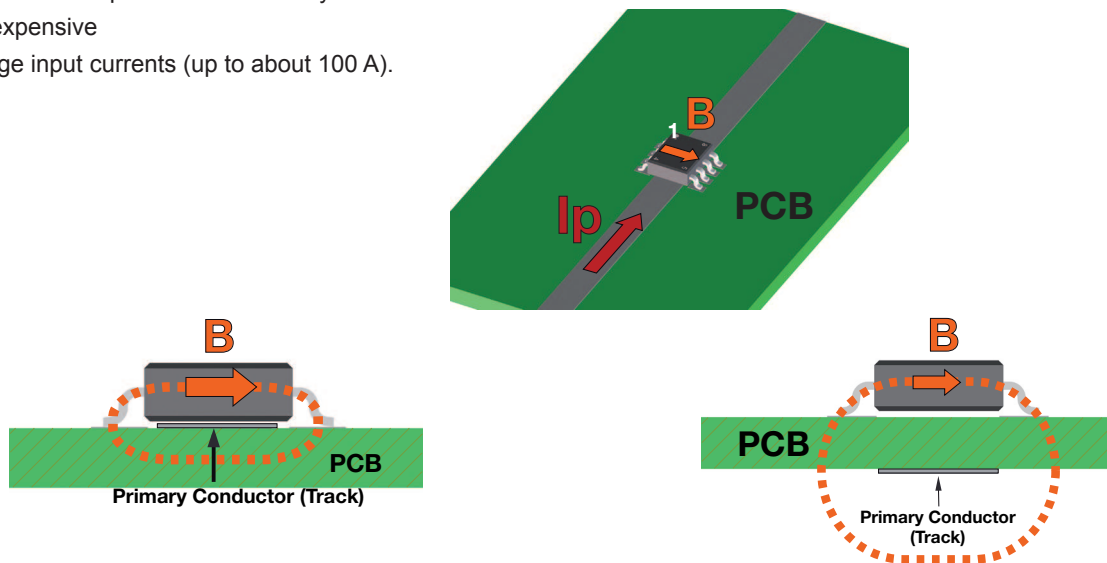 expensive
ge input currents (up to about 100 A).
1
B
Ip
PCB
B
PCB
Primary Conductor (Track)
B
PCB
Primary Conductor
(Track)